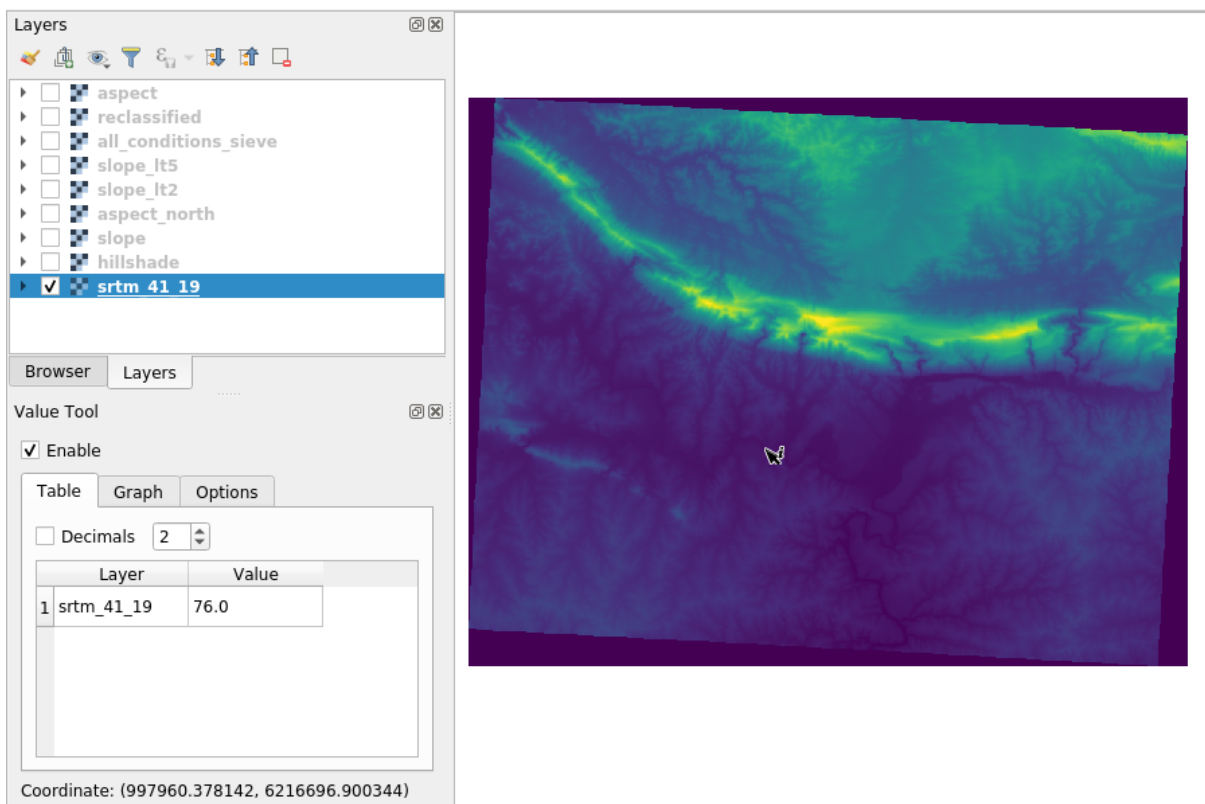 Layers
aspect
reclassified
all_conditions_sieve
slope_lt5
slope_lt2
aspect_north
slope
hillshade
srtm_41_19
Browser Layers
Value Tool
Enable
Table Graph Options
Decimals 2
Layer Value
1 srtm_41_19 76.0
Coordinate: (997960.378142, 6216696.900344)